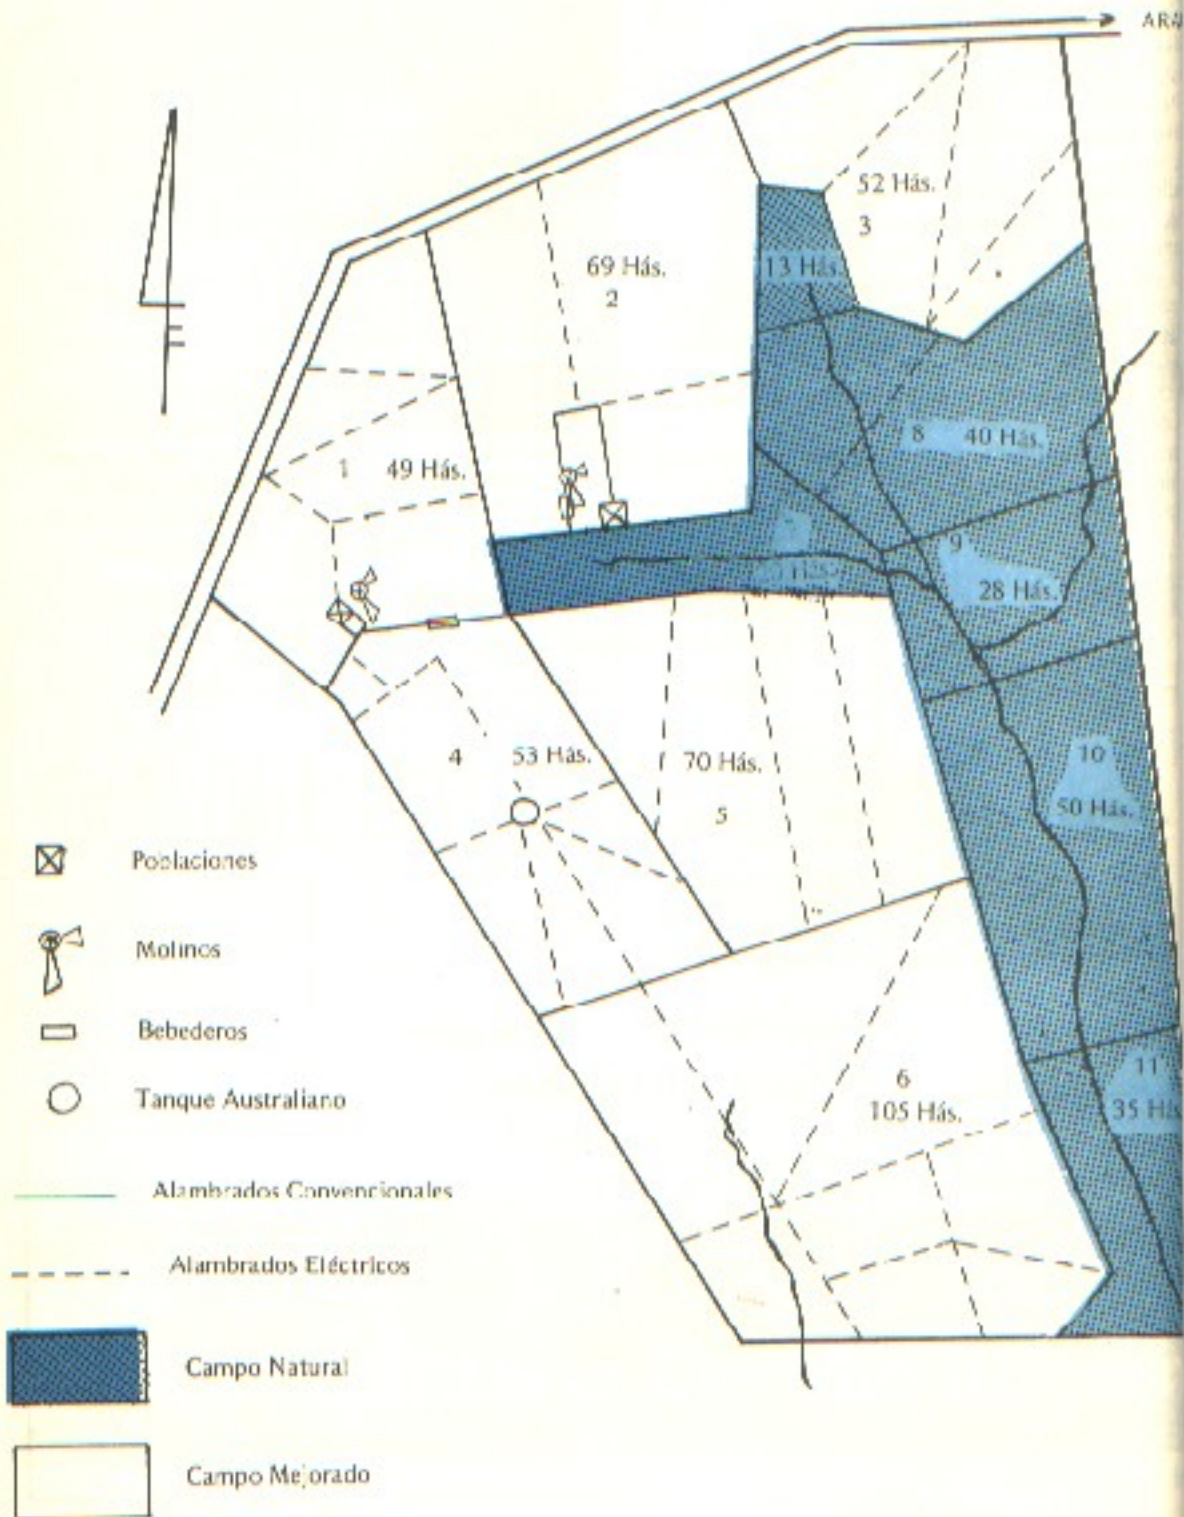 52 Hás.
3
69 Hás.
2
13 Hás.
8 40 Hás.
1 49 Hás.
9
28 Hás.
4 53 Hás.
70 Hás.
5
10
50 Hás.
6
105 Hás.
11
35
Poblaciones
Molinos
Bebederos
Tanque Australiano
Alambrados Convencionales
Alambrados Eléctricos
Campo Natural
Campo Mejorado